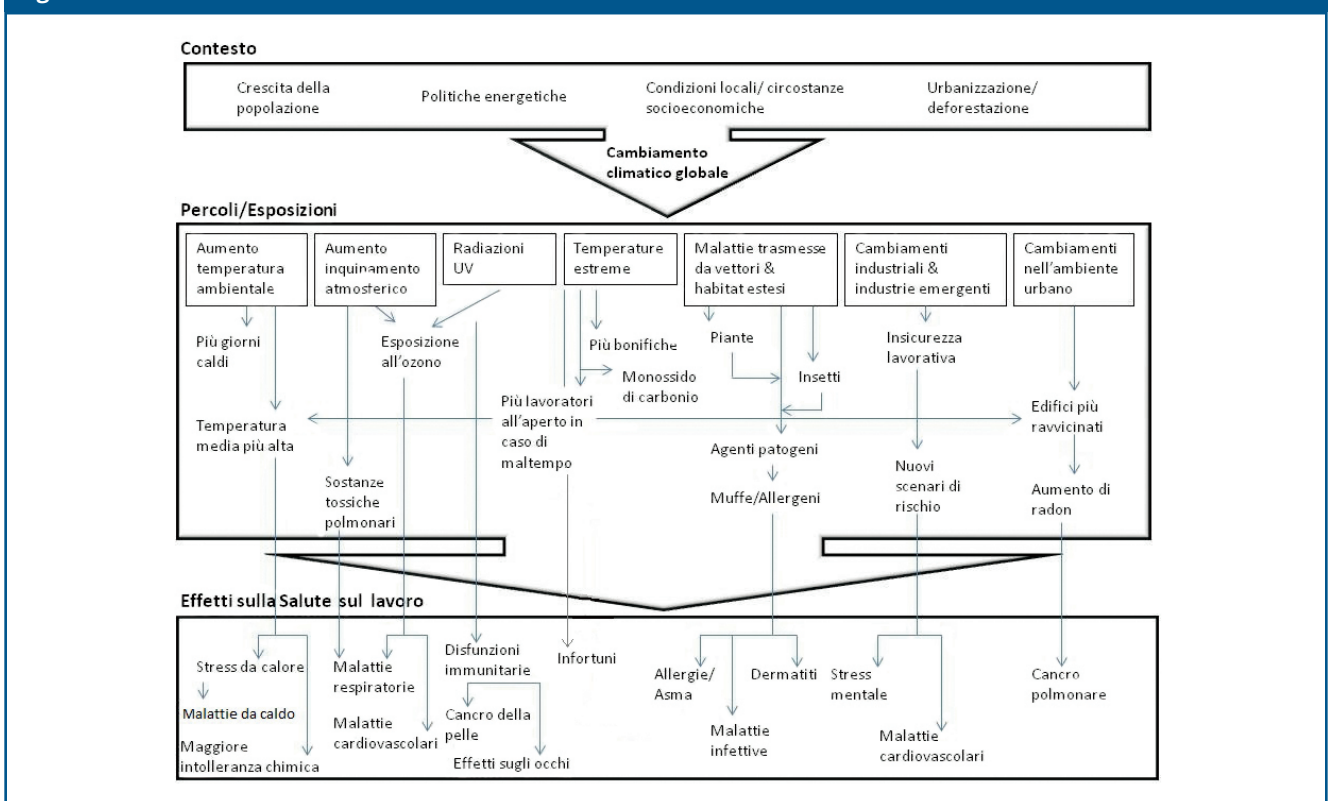 Contesto
Crescita della
popolazione
Politiche energetiche
Condizioni locali/ circostanze
socioeconomiche
Urbanizzazione/
deforestazione
Cambiamento
climatico globale
Percoli/Esposizioni
Aumento
temperatura
ambientale
Aumento
inquinamento
atmosferico
Radiazioni
UV
Temperature
estreme
Malattie trasmesse
da vettori &
habitat estesi
Cambiamenti
industriali &
industrie emergenti
Cambiamenti
nell'ambiente
urbano
Più giorni
caldi
Esposizione
all'ozono
Più bonifiche
Piante
Insicurezza
lavorativa
Monossido
di carbonio
Insetti
Temperatura
media più alta
Più lavoratori
all'aperto in
caso di
maltempo
Edifici più
ravvicinati
Agenti patogeni
Sostanze
tossiche
polmonari
Muffe/Allergeni
Nuovi
scenari di
rischio
Aumento di
radon
Effetti sulla Salute sul lavoro
Stress da calore
Malattie da caldo
Maggiore
intolleranza chimica
Malattie
respiratorie
Malattie
cardiovascolari
Disfunzioni
immunitarie
Cancro della
pelle
Effetti sugli occhi
Infortuni
Allergie/
Asma
Malattie
infettive
Dermatiti
Stress
mentale
Malattie
cardiovascolari
Cancro
polmonare